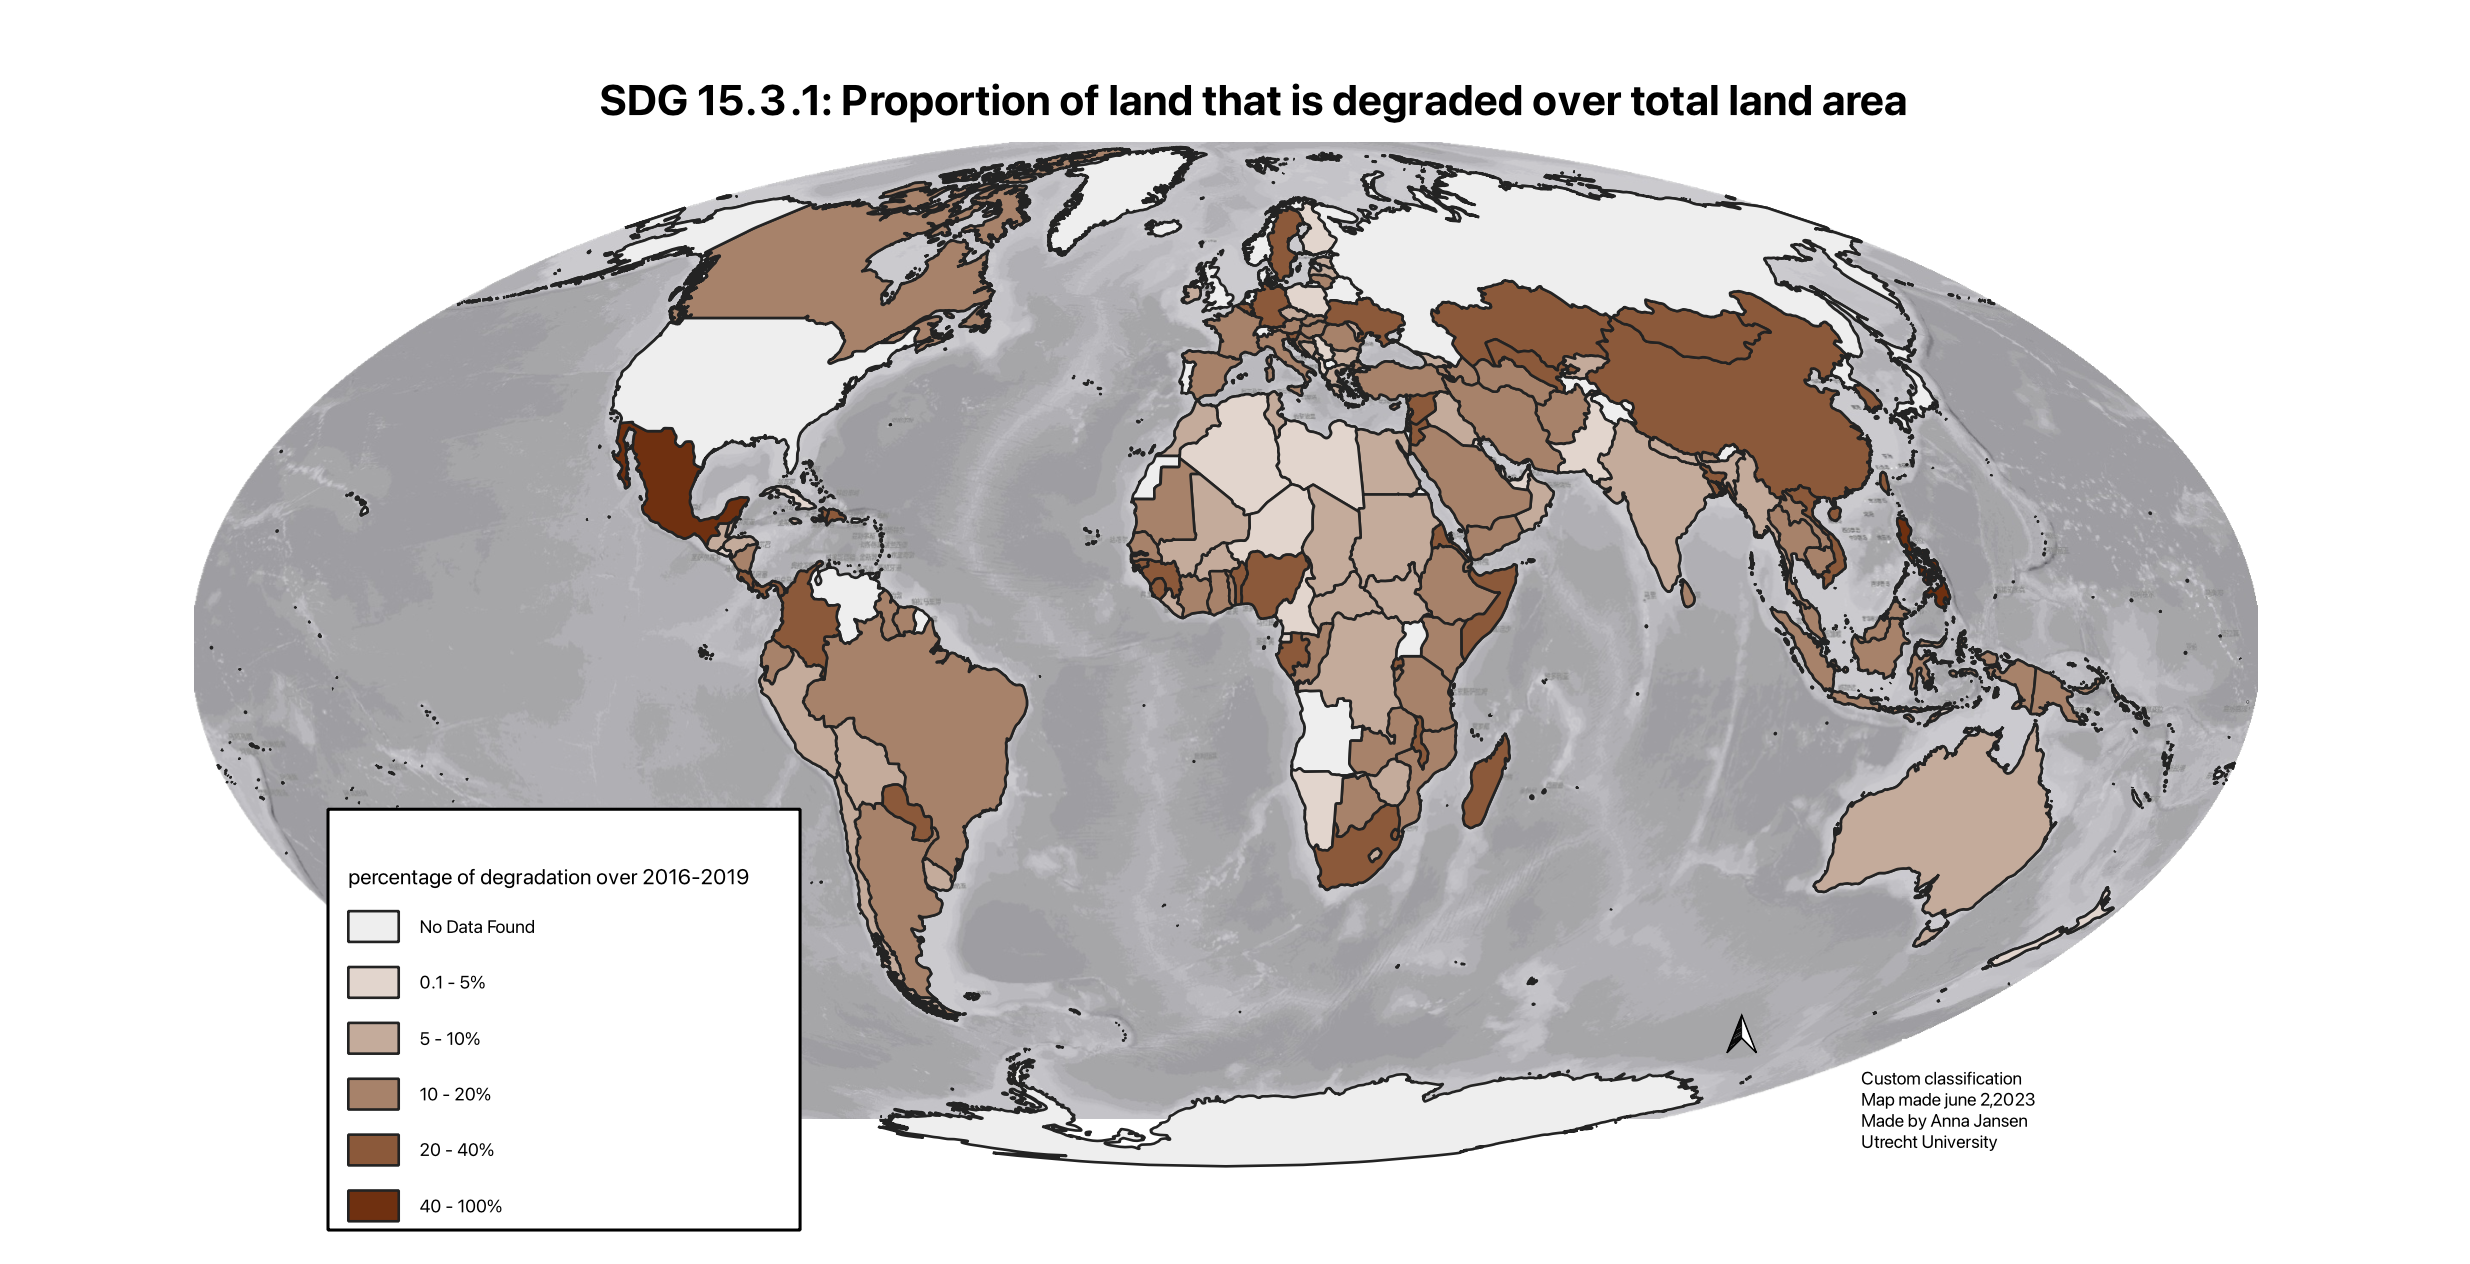 SDG 15.3.1: Proportion of land that is degraded over total land area
percentage of degradation over 2016-2019
No Data Found
0.1 - 5%
5 - 10%
10 - 20%
20 - 40%
40 - 100%
Custom classification
Map made june 2,2023
Made by Anna Jansen
Utrecht University